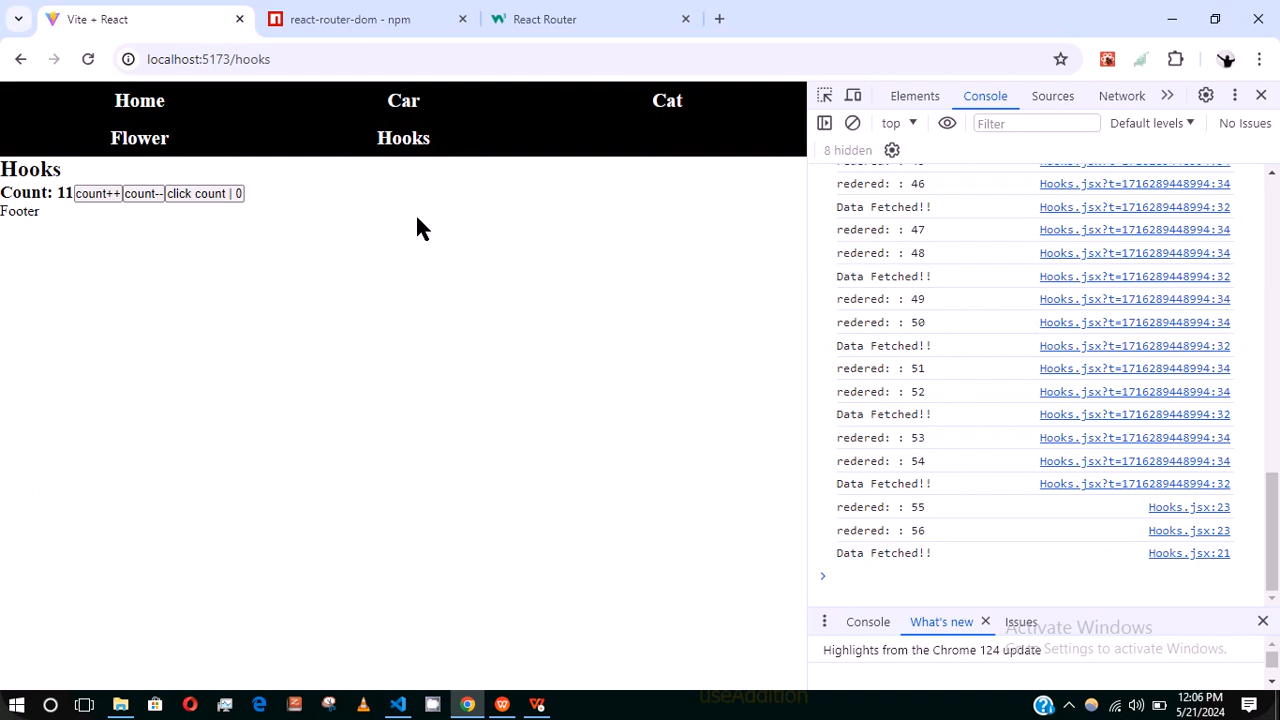 Vite + React
react-router-dom - npm
React Router
localhost:5173/hooks
Home Car Cat
Flower Hooks
Hooks
Count: 11 count++ count-- click count | 0
Footer
Elements Console Sources Network
top Filter Default levels No Issues
8 hidden
redered: : 46 Hooks.jsx?t=1716289448994:34
Data Fetched!! Hooks.jsx?t=1716289448994:32
redered: : 47 Hooks.jsx?t=1716289448994:34
redered: : 48 Hooks.jsx?t=1716289448994:34
Data Fetched!! Hooks.jsx?t=1716289448994:32
redered: : 49 Hooks.jsx?t=1716289448994:34
redered: : 50 Hooks.jsx?t=1716289448994:34
Data Fetched!! Hooks.jsx?t=1716289448994:32
redered: : 51 Hooks.jsx?t=1716289448994:34
redered: : 52 Hooks.jsx?t=1716289448994:34
Data Fetched!! Hooks.jsx?t=1716289448994:32
redered: : 53 Hooks.jsx?t=1716289448994:34
redered: : 54 Hooks.jsx?t=1716289448994:34
Data Fetched!! Hooks.jsx?t=1716289448994:32
redered: : 55 Hooks.jsx:23
redered: : 56 Hooks.jsx:23
Data Fetched!! Hooks.jsx:21
Console What's new Issues
Activate Windows
Highlights from the Chrome 124 update
to Settings to activate Windows.
useAddition
12:06 PM
5/21/2024